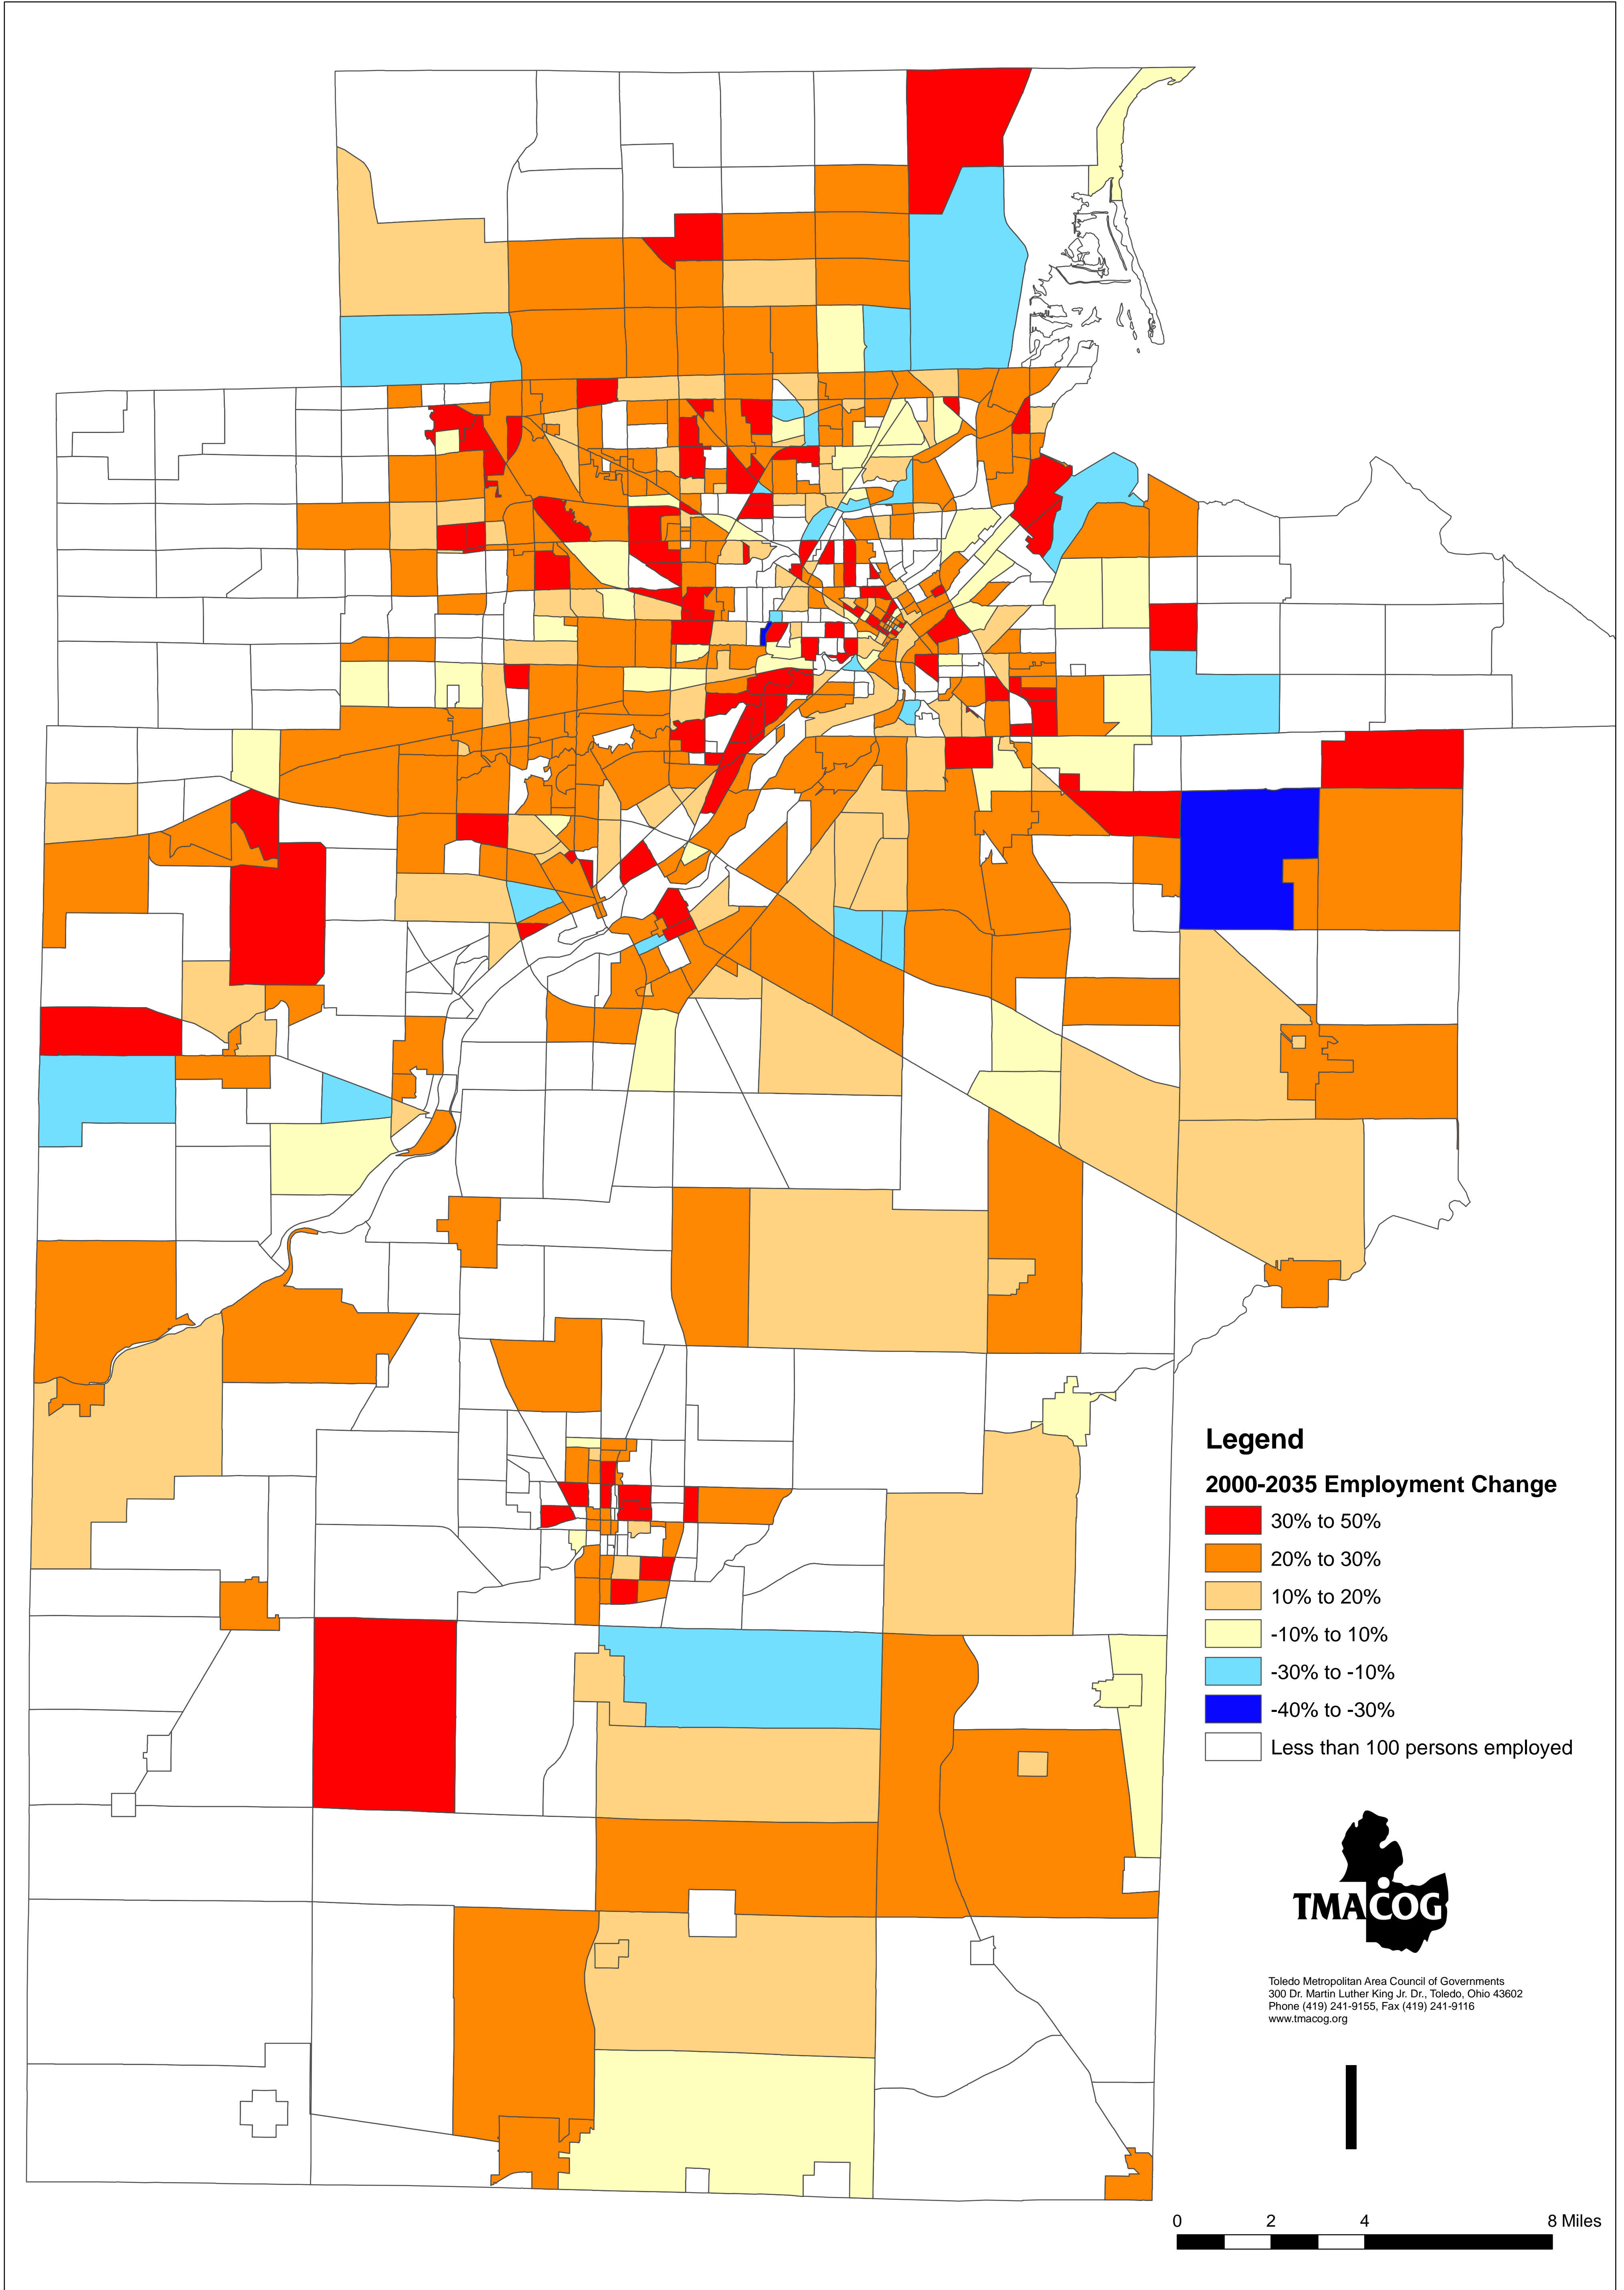 Legend
2000-2035 Employment Change
30% to 50%
20% to 30%
10% to 20%
-10% to 10%
-30% to -10%
-40% to -30%
Less than 100 persons employed
TMACOG
Toledo Metropolitan Area Council of Governments
300 Dr. Martin Luther King Jr. Dr., Toledo, Ohio 43602
Phone (419) 241-9155, Fax (419) 241-9116
www.tmacog.org
0 2 4 8 Miles